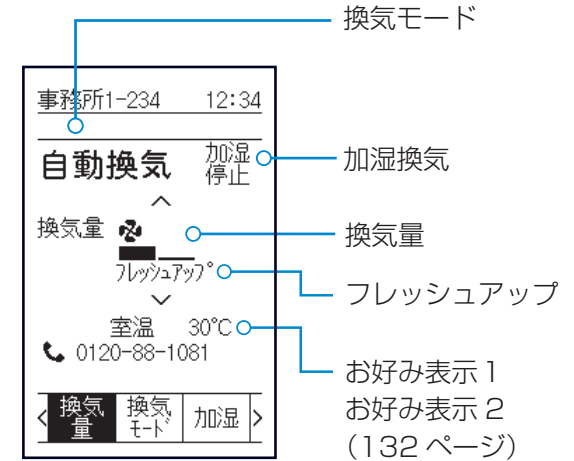 換気モード
事務所1-234 12:34
自動換気 加湿停止
加湿換気
換気量
換気量
フレッシュアップ
フレッシュアップ
室温 30℃
0120-88-1081
お好み表示1
お好み表示2
(132ページ)
< 換気量 換気モード 加湿 >